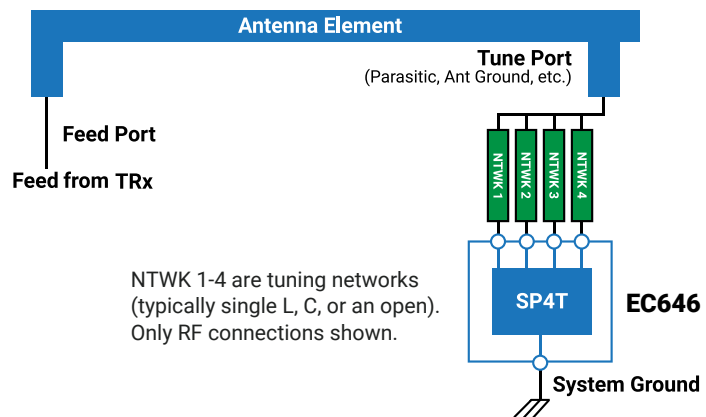 Antenna Element
Tune Port
(Parasitic, Ant Ground, etc.)
Feed Port
Feed from TRx
NTWK 1
NTWK 2
NTWK 3
NTWK 4
NTWK 1-4 are tuning networks
(typically single L, C, or an open).
Only RF connections shown.
SP4T
EC646
System Ground